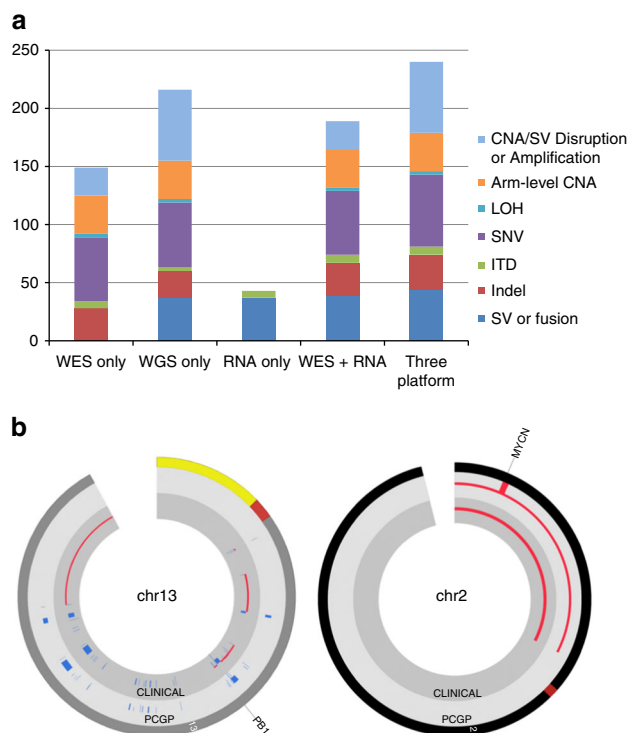 a
250
200
150
100
50
0
WES only
WGS only
RNA only
WES + RNA
Three
platform
CNA/SV Disruption
or Amplification
Arm-level CNA
LOH
SNV
ITD
Indel
SV or fusion
b
chr13
CLINICAL
PCGP
13
PB1
chr2
CLINICAL
PCGP
2
MYCN